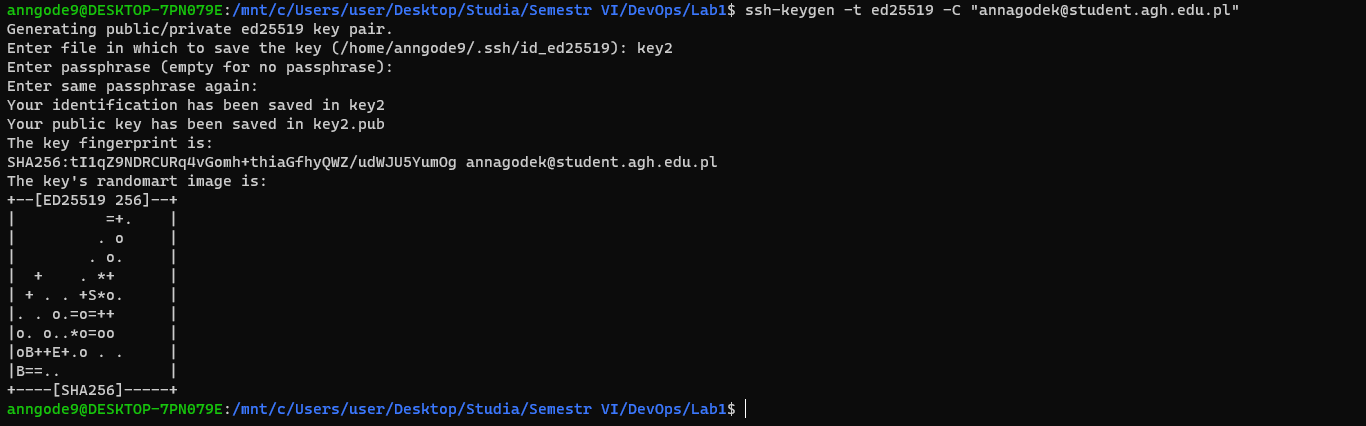 anngode9@DESKTOP-7PN079E:/mnt/c/Users/user/Desktop/Studia/Semestr VI/DevOps/Lab1$ ssh-keygen -t ed25519 -C "annagodek@student.agh.edu.pl"
Generating public/private ed25519 key pair.
Enter file in which to save the key (/home/anngode9/.ssh/id_ed25519): key2
Enter passphrase (empty for no passphrase):
Enter same passphrase again:
Your identification has been saved in key2
Your public key has been saved in key2.pub
The key fingerprint is:
SHA256:tI1qZ9NDRCURq4vGomh+thiaGfhyQWZ/udWJU5YumOg annagodek@student.agh.edu.pl
The key's randomart image is:
+--[ED25519 256]--+
|          =+.    |
|         . o     |
|        . o.     |
|  +    . *+      |
| + . . +S*o.     |
|. . o.=o=++      |
|o. o..*o=oo      |
|oB++E+.o . .     |
|B==..            |
+----[SHA256]-----+
anngode9@DESKTOP-7PN079E:/mnt/c/Users/user/Desktop/Studia/Semestr VI/DevOps/Lab1$